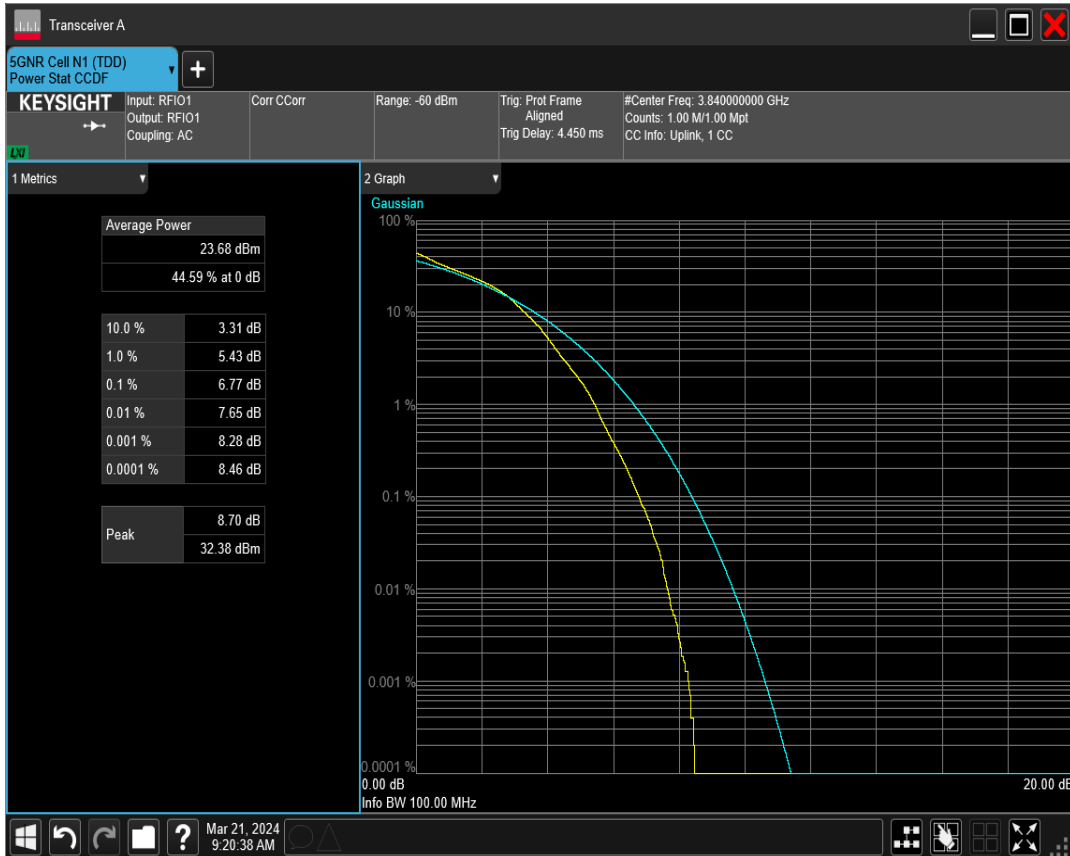 Transceiver A
5GNR Cell N1 (TDD)
Power Stat CCDF
+
KEYSIGHT
LXI
Input: RFIO1
Output: RFIO1
Coupling: AC
Corr CCorr
Range: -60 dBm
Trig: Prot Frame
Aligned
Trig Delay: 4.450 ms
#Center Freq: 3.840000000 GHz
Counts: 1.00 M/1.00 Mpt
CC Info: Uplink, 1 CC
1 Metrics
Average Power
23.68 dBm
44.59 % at 0 dB
10.0 % 3.31 dB
1.0 % 5.43 dB
0.1 % 6.77 dB
0.01 % 7.65 dB
0.001 % 8.28 dB
0.0001 % 8.46 dB
Peak
8.70 dB
32.38 dBm
2 Graph
Gaussian
100 %
10 %
1 %
0.1 %
0.01 %
0.001 %
0.0001 %
0.00 dB 20.00 dB
Info BW 100.00 MHz
?
Mar 21, 2024
9:20:38 AM